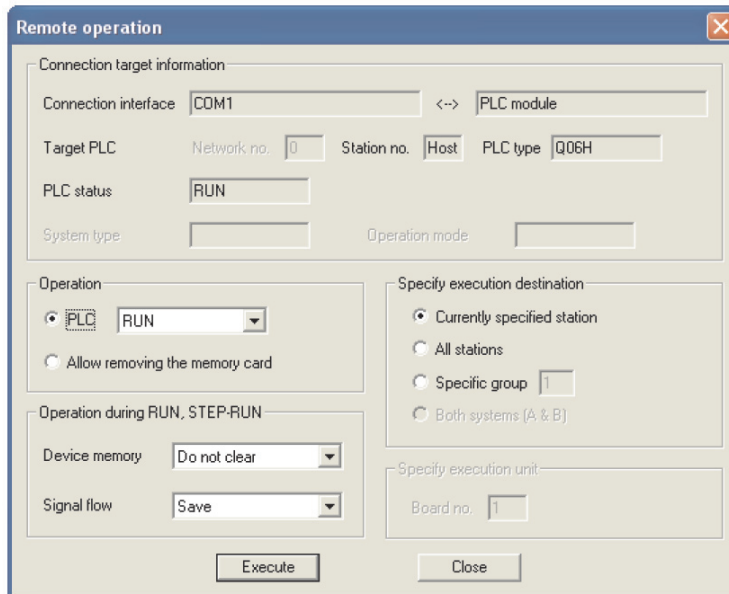 Remote operation
Connection target information
Connection interface COM1 <--> PLC module
Target PLC Network no. 0 Station no. Host PLC type Q06H
PLC status RUN
System type Operation mode
Operation
PLC RUN
Allow removing the memory card
Specify execution destination
Currently specified station
All stations
Specific group 1
Both systems (A & B)
Operation during RUN, STEP-RUN
Device memory Do not clear
Signal flow Save
Specify execution unit
Board no. 1
Execute Close